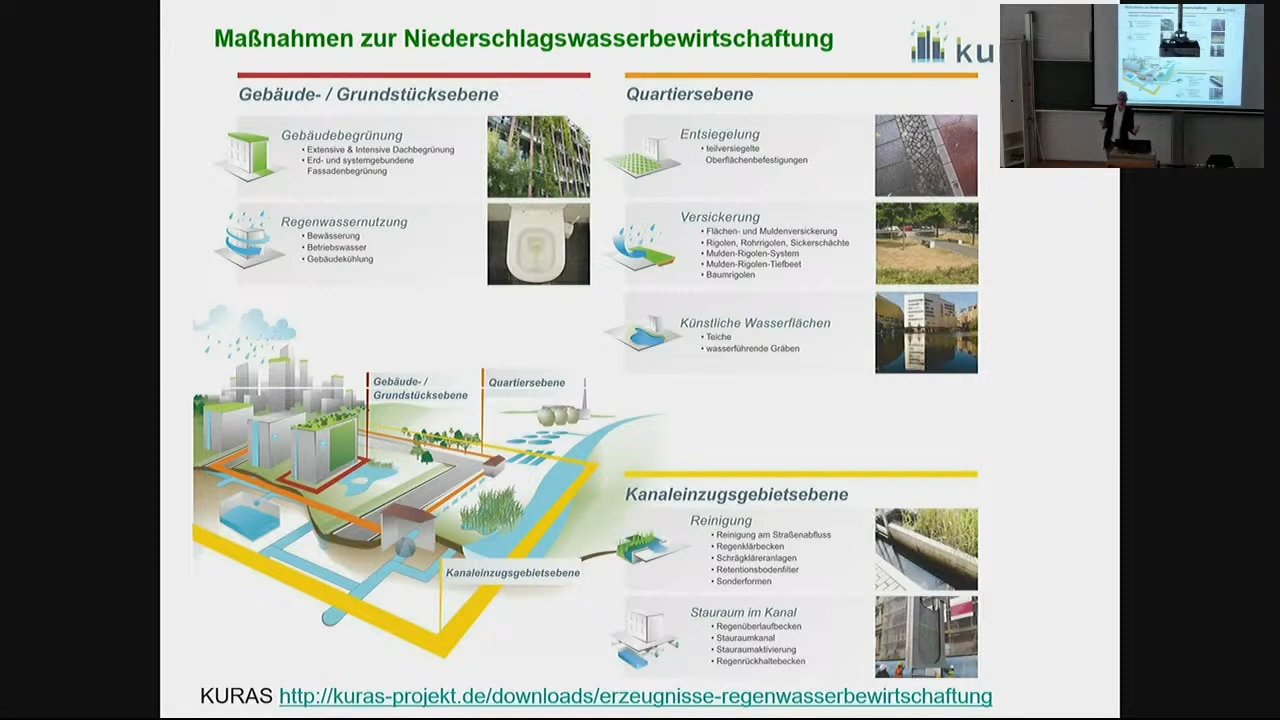 Maßnahmen zur Niederschlagswasserbewirtschaftung
ku
Gebäude- / Grundstücksebene
Gebäudebegrünung
• Extensive & Intensive Dachbegrünung
• Erd- und systemgebundene
Fassadenbegrünung
Regenwassernutzung
• Bewässerung
• Betriebswasser
• Gebäudekühlung
Quartiersebene
Entsiegelung
• teilversiegelte
Oberflächenbefestigungen
Versickerung
• Flächen- und Muldenversickerung
• Rigolen, Rohrrigolen, Sickerschächte
• Mulden-Rigolen-System
• Mulden-Rigolen-Tiefbeet
• Baumrigolen
Künstliche Wasserflächen
• Teiche
• wasserführende Gräben
Gebäude- /
Grundstücksebene
Quartiersebene
Kanaleinzugsgebietsebene
Kanaleinzugsgebietsebene
Reinigung
• Reinigung am Straßenabfluss
• Regenklärbecken
• Schrägkläreranlagen
• Retentionsbodenfilter
• Sonderformen
Stauraum im Kanal
• Regenüberlaufbecken
• Stauraumkanal
• Stauraumaktivierung
• Regenrückhaltebecken
KURAS http://kuras-projekt.de/downloads/erzeugnisse-regenwasserbewirtschaftung